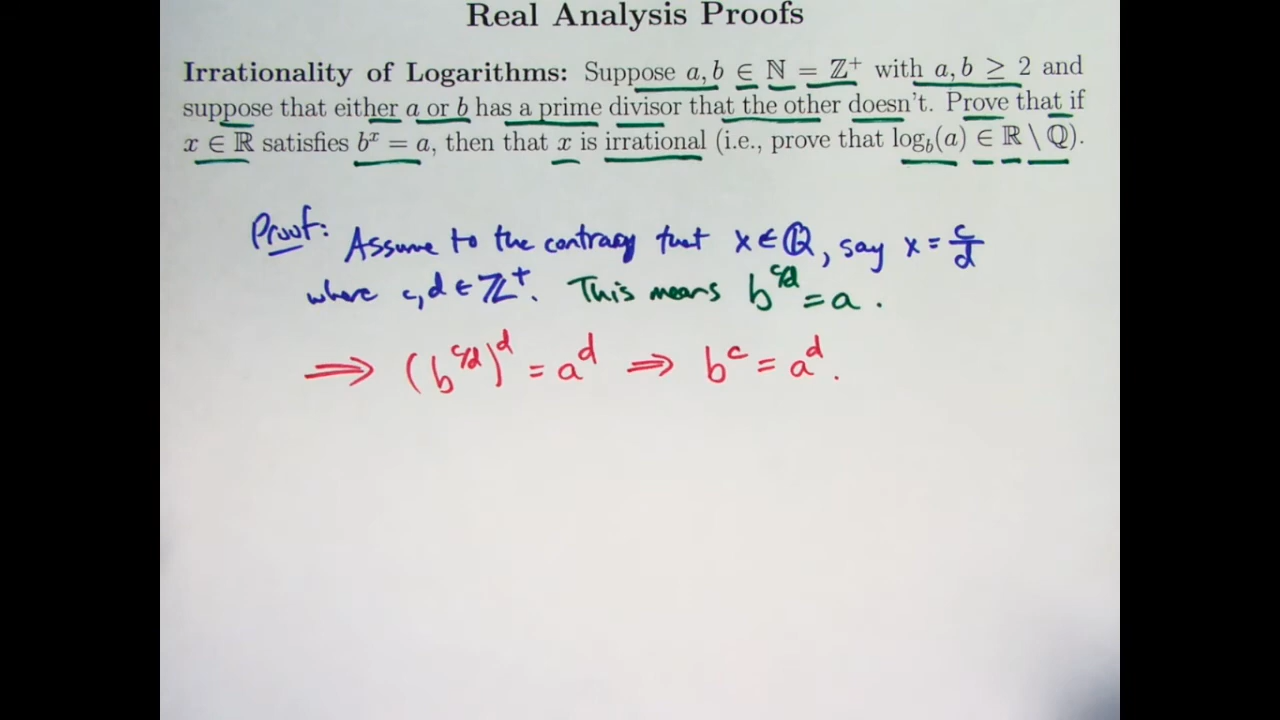 Real Analysis Proofs
Irrationality of Logarithms: Suppose a, b ∈ ℕ = ℤ⁺ with a, b ≥ 2 and
suppose that either a or b has a prime divisor that the other doesn't. Prove that if
x ∈ ℝ satisfies bˣ = a, then that x is irrational (i.e., prove that log_b(a) ∈ ℝ \ ℚ).
Proof: Assume to the contrary that x ∈ ℚ, say x = c/d
where c, d ∈ ℤ⁺. This means b^(c/d) = a.
⟹ (b^(c/d))^d = a^d ⟹ b^c = a^d.